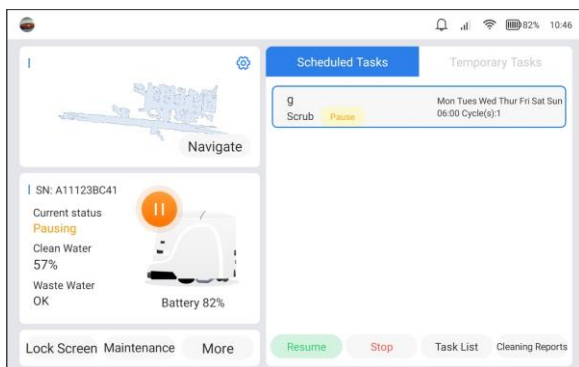 82% 10:46
Navigate
SN: A11123BC41
Current status
Pausing
Clean Water
57%
Waste Water
OK
Battery 82%
Lock Screen Maintenance More
Scheduled Tasks Temporary Tasks
g
Scrub Pause
Mon Tues Wed Thur Fri Sat Sun
06:00 Cycle(s):1
Resume Stop Task List Cleaning Reports